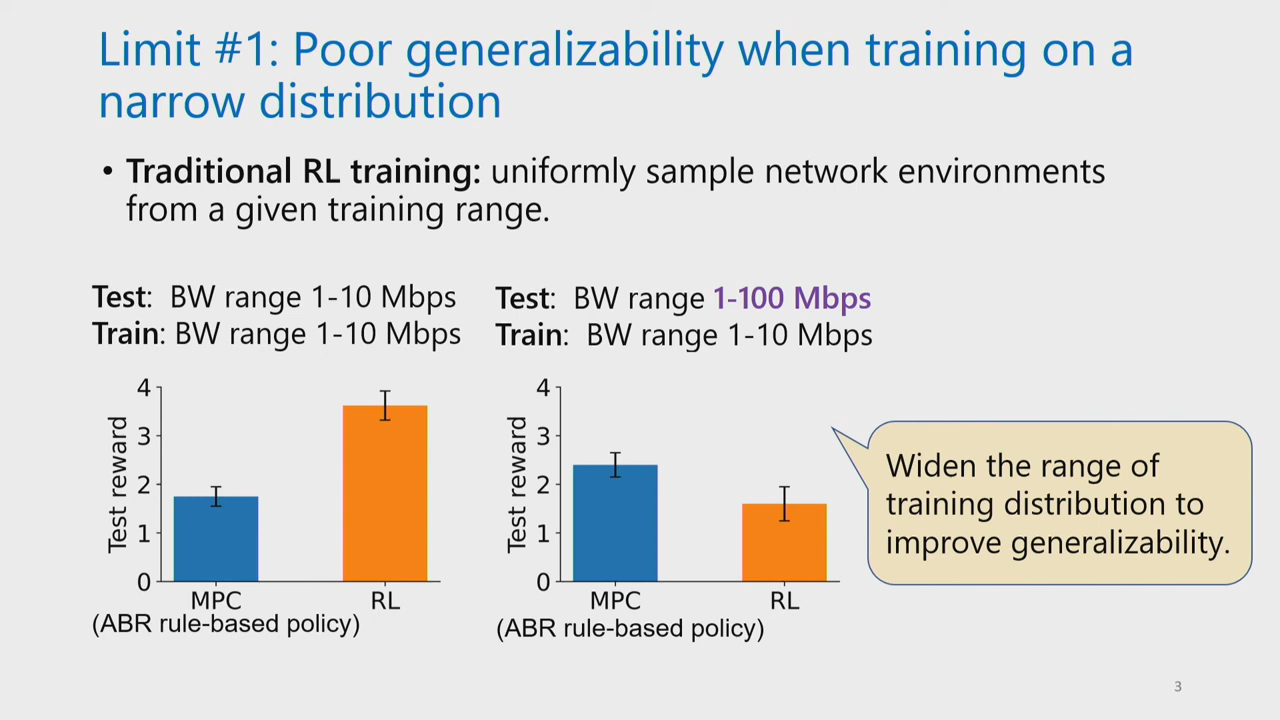 Limit #1: Poor generalizability when training on a
narrow distribution
• Traditional RL training: uniformly sample network environments
from a given training range.
Test: BW range 1-10 Mbps
Train: BW range 1-10 Mbps
Test: BW range 1-100 Mbps
Train: BW range 1-10 Mbps
4
3
2
1
0
Test reward
MPC
RL
(ABR rule-based policy)
4
3
2
1
0
Test reward
MPC
RL
(ABR rule-based policy)
Widen the range of
training distribution to
improve generalizability.
3